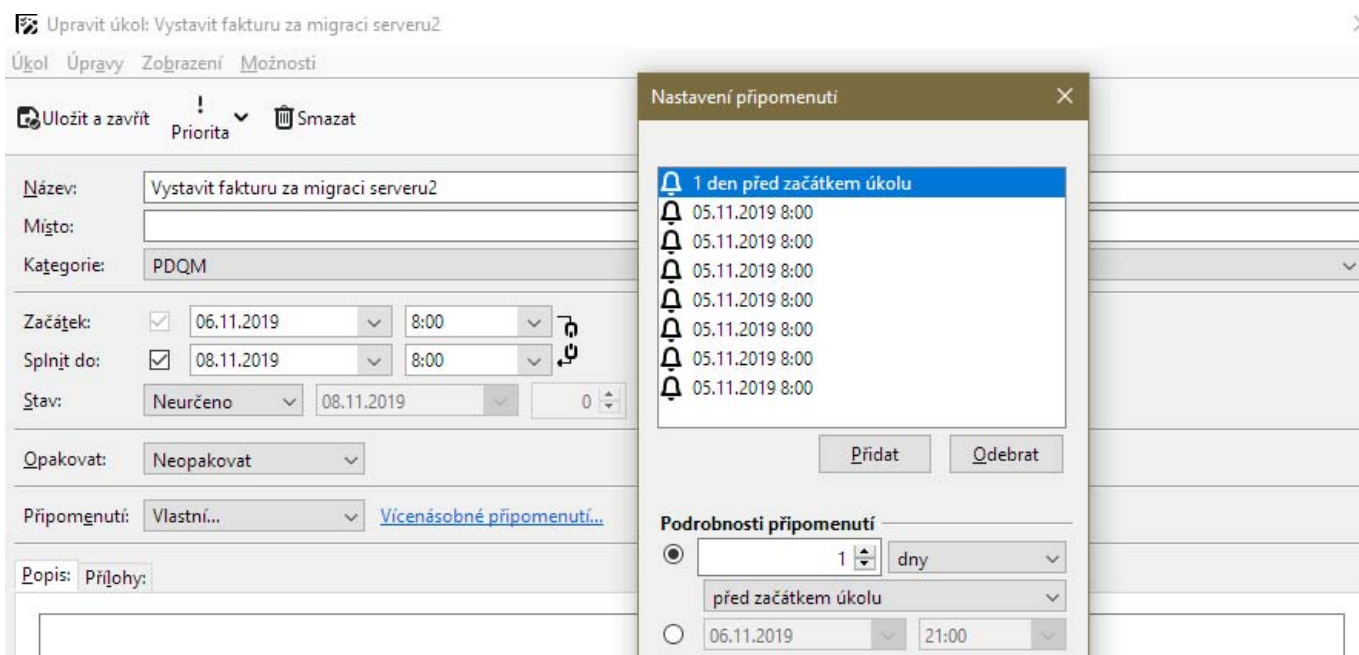 Upravit úkol: Vystavit fakturu za migraci serveru2
Úkol Úpravy Zobrazení Možnosti
Uložit a zavřít
! Priorita
Smazat
Název: Vystavit fakturu za migraci serveru2
Místo:
Kategorie: PDQM
Začátek: 06.11.2019 8:00
Splnit do: 08.11.2019 8:00
Stav: Neurčeno 08.11.2019 0
Opakovat: Neopakovat
Připomenutí: Vlastní... Vícenásobné připomenutí...
Popis: Přílohy:
Nastavení připomenutí
1 den před začátkem úkolu
05.11.2019 8:00
05.11.2019 8:00
05.11.2019 8:00
05.11.2019 8:00
05.11.2019 8:00
05.11.2019 8:00
05.11.2019 8:00
Přidat Odebrat
Podrobnosti připomenutí
1 dny
před začátkem úkolu
06.11.2019 21:00